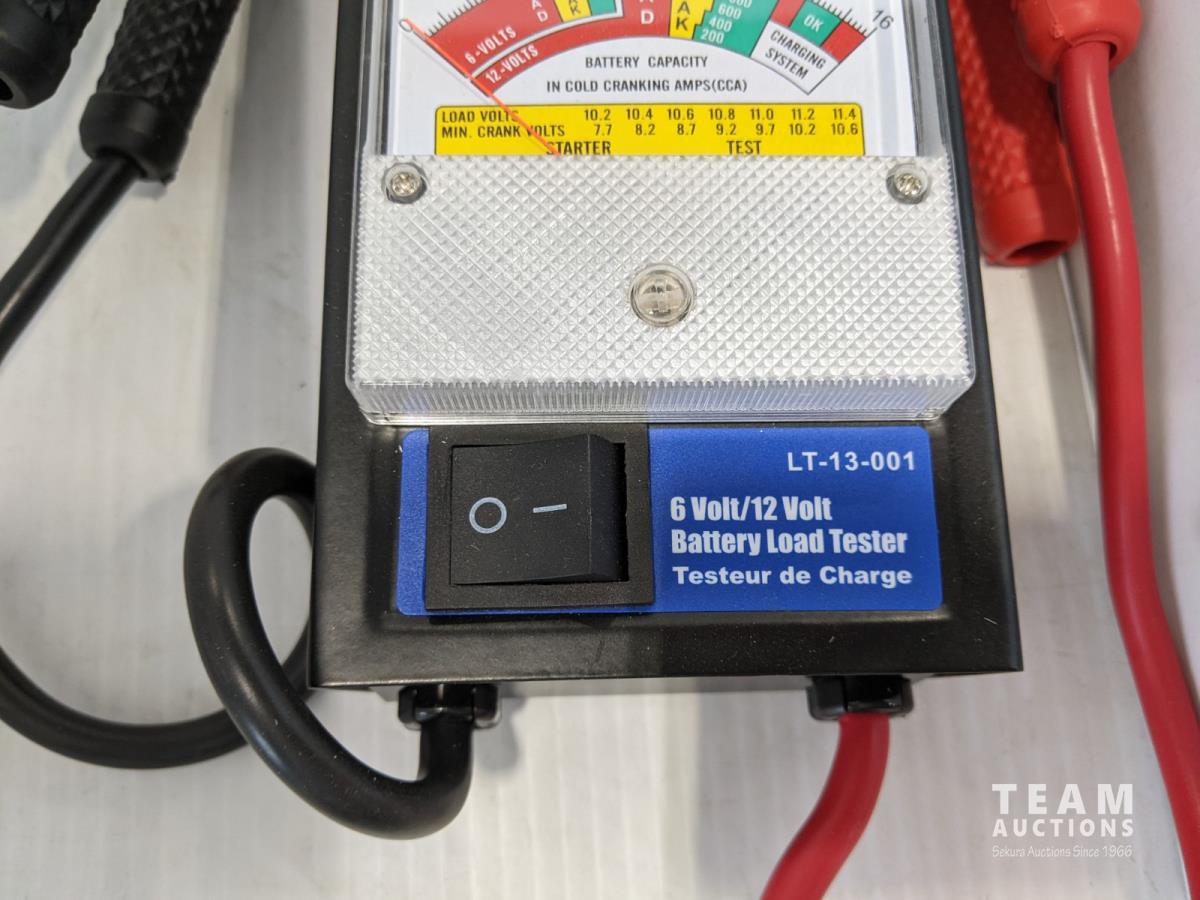 16
600
400
200
OK
CHARGING
SYSTEM
6-VOLTS
12-VOLTS
BATTERY CAPACITY
IN COLD CRANKING AMPS(CCA)
LOAD VOLTS 10.2 10.4 10.6 10.8 11.0 11.2 11.4
MIN. CRANK VOLTS 7.7 8.2 8.7 9.2 9.7 10.2 10.6
STARTER TEST
LT-13-001
O I
6 Volt/12 Volt
Battery Load Tester
Testeur de Charge
TEAM
AUCTIONS
Sekura Auctions Since 1966